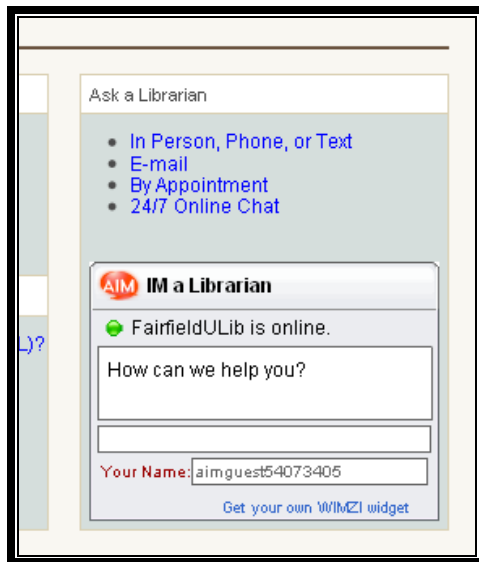 Ask a Librarian
In Person, Phone, or Text
E-mail
By Appointment
24/7 Online Chat
AIM IM a Librarian
FairfieldULib is online.
L)?
How can we help you?
Your Name: aimguest54073405
Get your own WIMZI widget